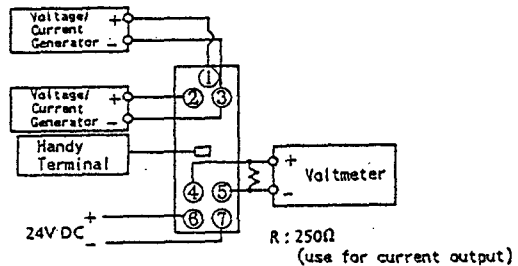 Voltage/
Current
Generator
+
-
①
Voltage/
Current
Generator
+
-
② ③
Handy
Terminal
+
-
Voltmeter
④ ⑤
⑥ ⑦
+
24V DC
-
R : 250Ω
(use for current output)